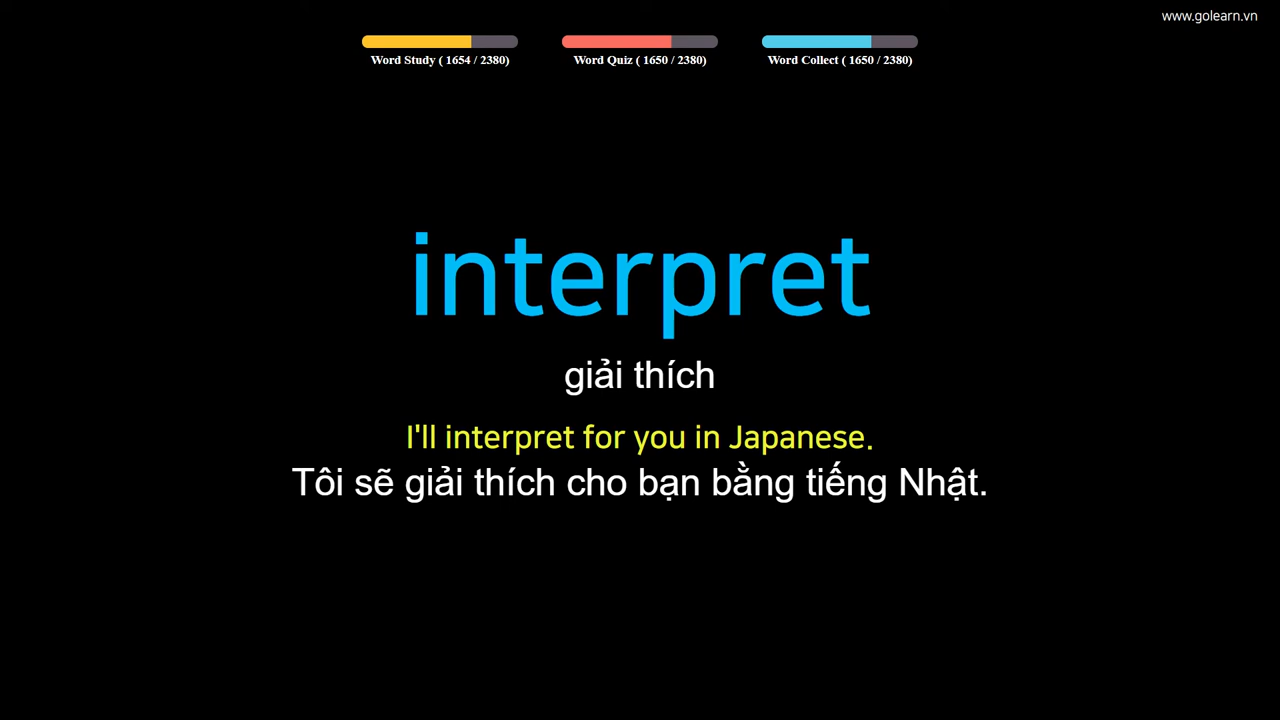 www.golearn.vn
Word Study ( 1654 / 2380) Word Quiz ( 1650 / 2380) Word Collect ( 1650 / 2380)
interpret
giải thích
I'll interpret for you in Japanese.
Tôi sẽ giải thích cho bạn bằng tiếng Nhật.